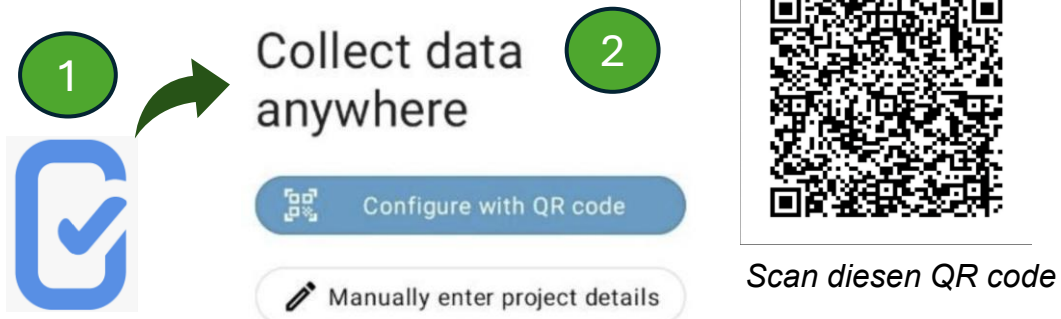 1
2
Collect data
anywhere
Configure with QR code
Manually enter project details
Scan diesen QR code